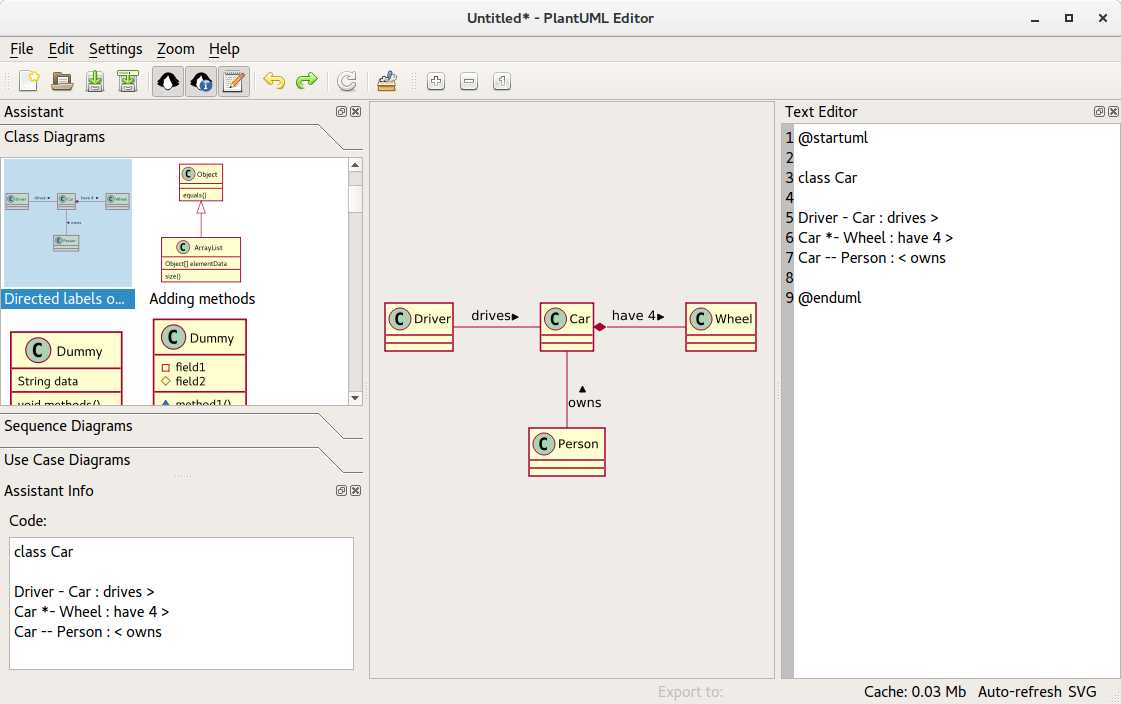 Untitled* - PlantUML Editor
File Edit Settings Zoom Help
Assistant
Class Diagrams
C Driver drives C Car have 4 C Wheel
owns
C Person
Directed labels o...
C Object
equals()
C ArrayList
Object[] elementData
size()
Adding methods
C Dummy
String data
void methods()
C Dummy
field1
field2
method1()
Sequence Diagrams
Use Case Diagrams
Assistant Info
Code:
class Car
Driver - Car : drives >
Car *- Wheel : have 4 >
Car -- Person : < owns
C Driver drives C Car have 4 C Wheel
owns
C Person
Text Editor
1 @startuml
2
3 class Car
4
5 Driver - Car : drives >
6 Car *- Wheel : have 4 >
7 Car -- Person : < owns
8
9 @enduml
Export to: Cache: 0.03 Mb Auto-refresh SVG